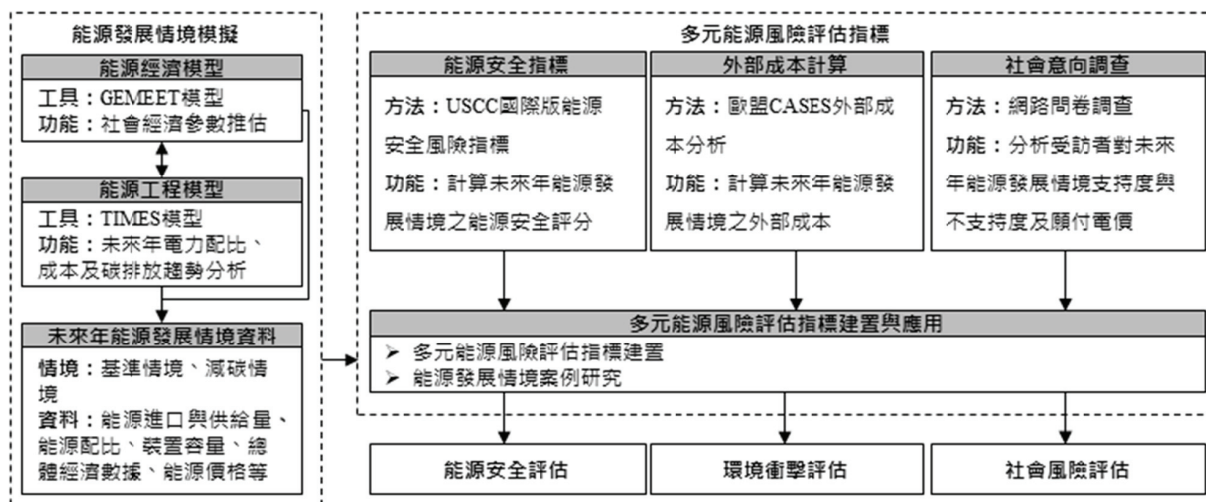 能源發展情境模擬
能源經濟模型
工具：GEMEET模型
功能：社會經濟參數推估
能源工程模型
工具：TIMES模型
功能：未來年電力配比、
成本及碳排放趨勢分析
未來年能源發展情境資料
情境：基準情境、減碳情
境
資料：能源進口與供給量、
能源配比、裝置容量、總
體經濟數據、能源價格等
多元能源風險評估指標
能源安全指標
方法：USCC國際版能源
安全風險指標
功能：計算未來年能源發
展情境之能源安全評分
外部成本計算
方法：歐盟CASES外部成
本分析
功能：計算未來年能源發
展情境之外部成本
社會意向調查
方法：網路問卷調查
功能：分析受訪者對未來
年能源發展情境支持度與
不支持度及願付電價
多元能源風險評估指標建置與應用
➢ 多元能源風險評估指標建置
➢ 能源發展情境案例研究
能源安全評估
環境衝擊評估
社會風險評估